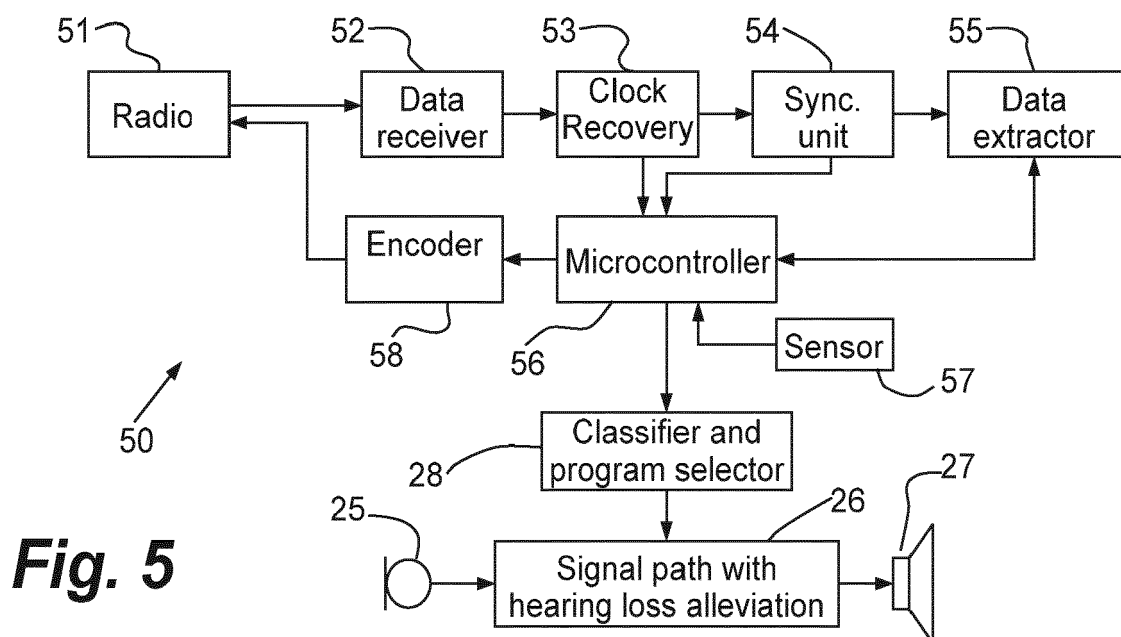 51
52
53
54
55
Radio
Data
receiver
Clock
Recovery
Sync.
unit
Data
extractor
Encoder
Microcontroller
58
56
Sensor
57
50
Classifier and
program selector
28
25
26
27
Signal path with
hearing loss alleviation
Fig. 5